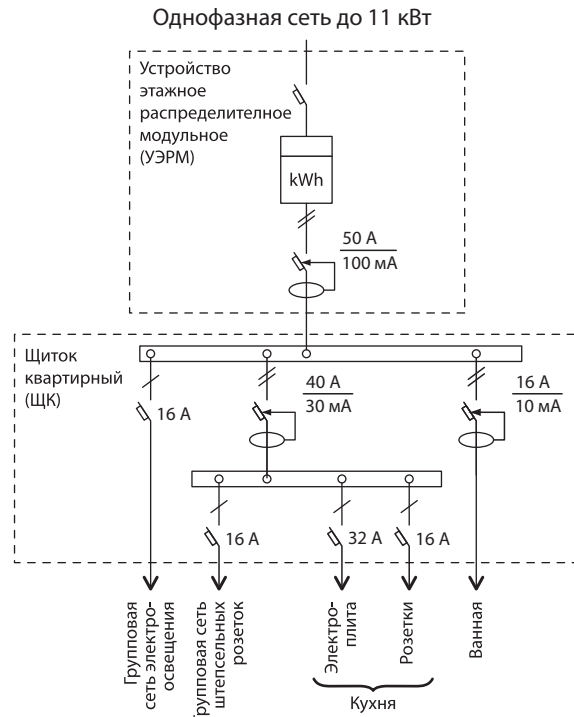 Однофазная сеть до 11 кВт
Устройство
этажное
распределителное
модульное
(УЭРМ)
kWh
50 А
100 мА
Щиток
квартирный
(ЩК)
16 А
40 А
30 мА
16 А
10 мА
16 А
32 А
16 А
Групповая
сеть электро-
освещения
Групповая сеть
штепсельных
розеток
Электро-
плита
Розетки
Ванная
Кухня